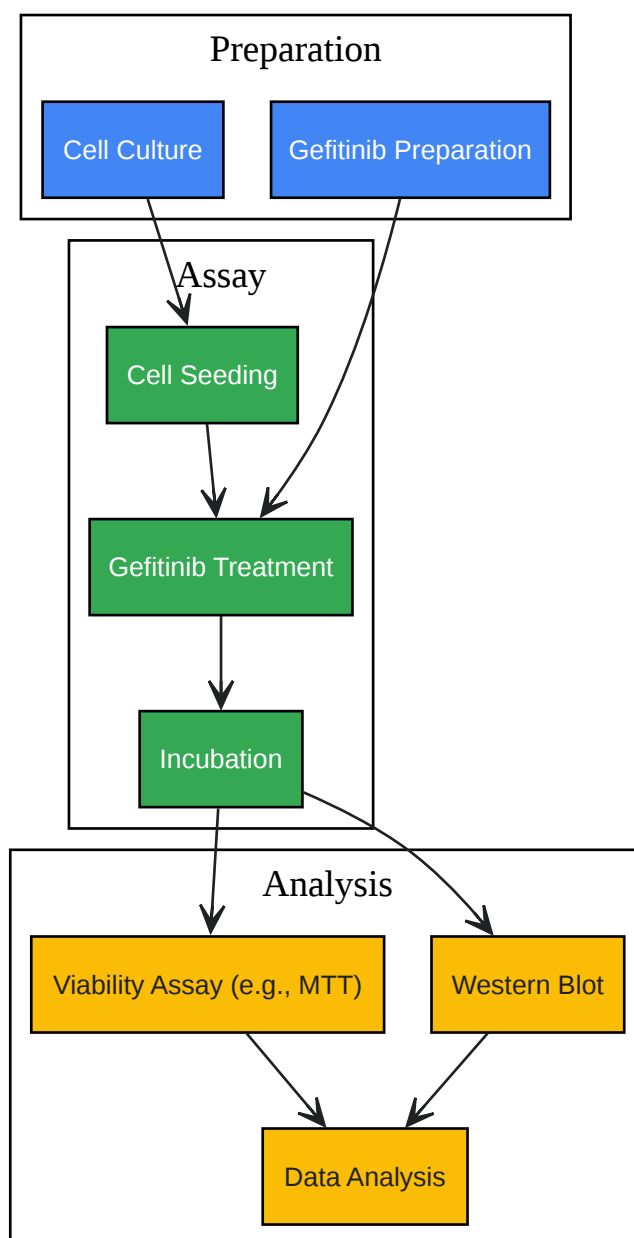 Preparation
Cell Culture
Gefitinib Preparation
Assay
Cell Seeding
Gefitinib Treatment
Incubation
Analysis
Viability Assay (e.g., MTT)
Western Blot
Data Analysis